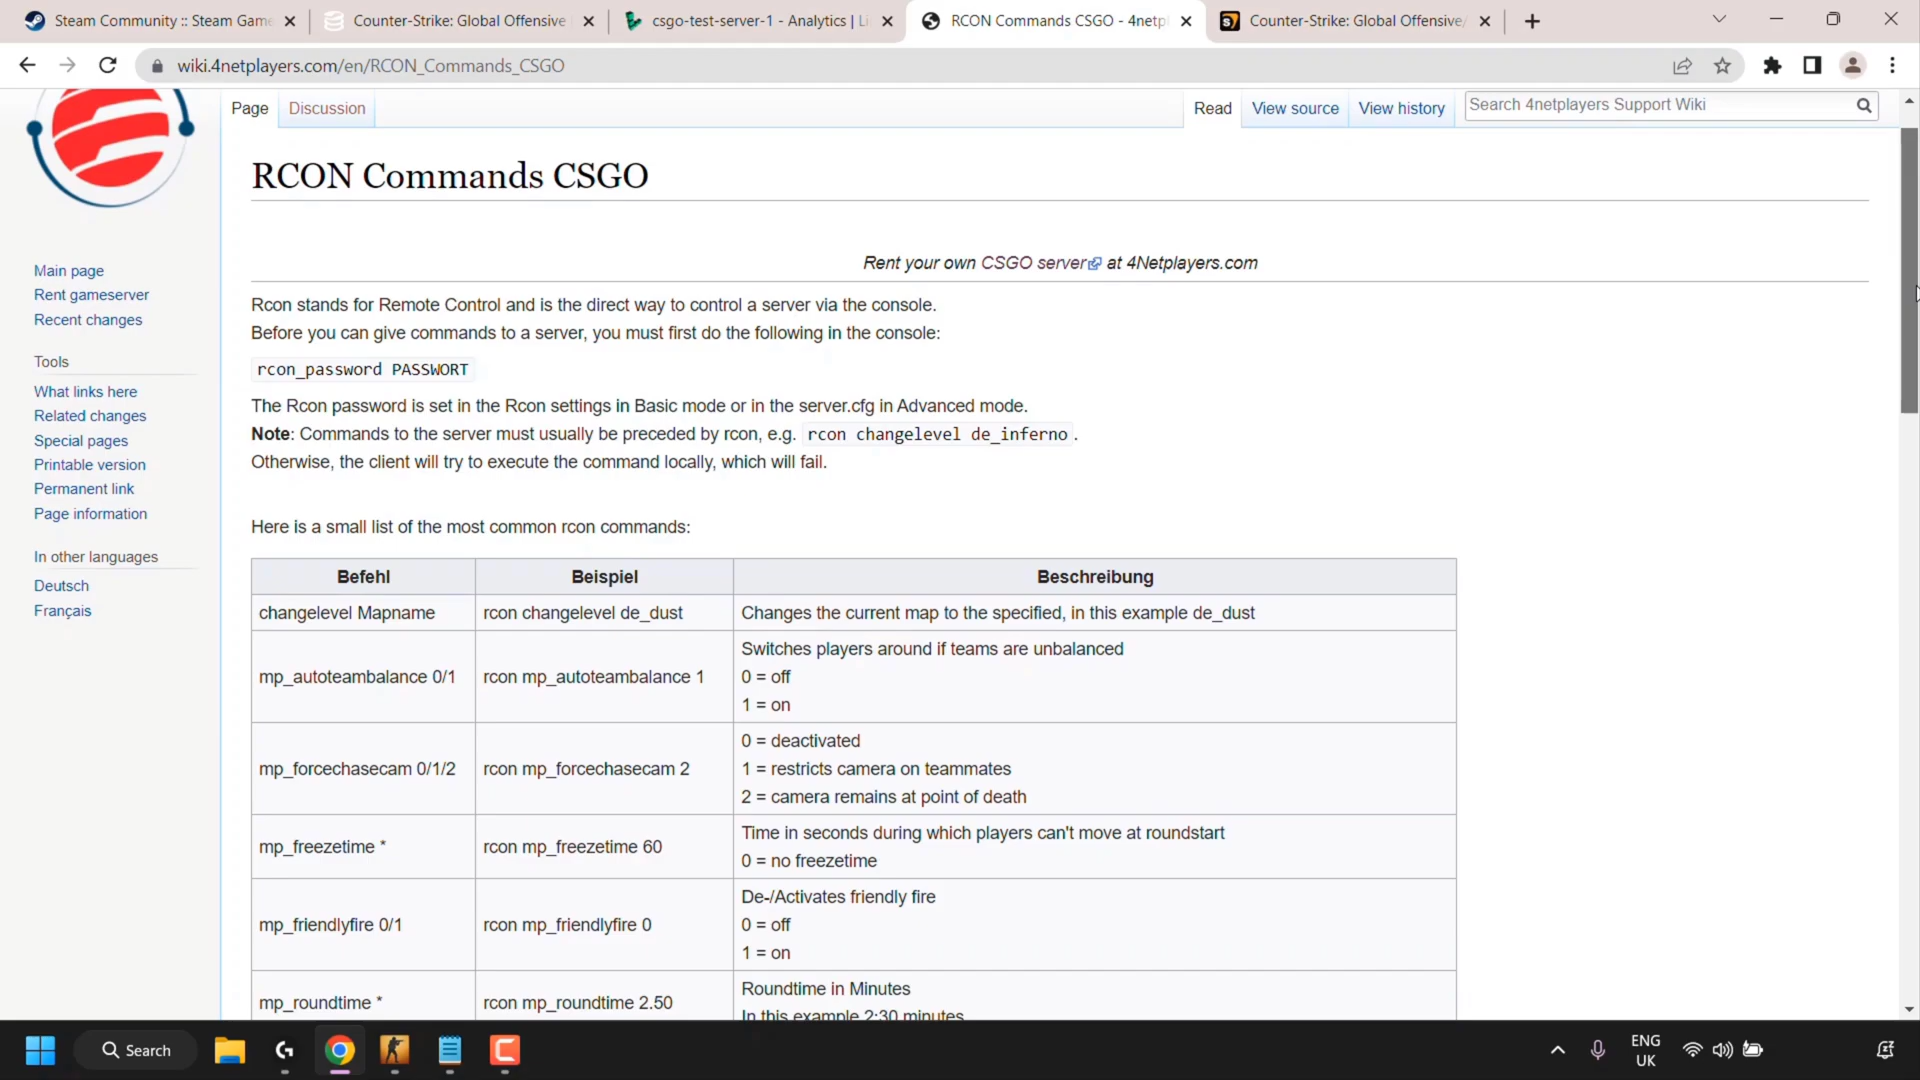 Steam Community :: Steam Game
Counter-Strike: Global Offensive
csgo-test-server-1 - Analytics | Li
RCON Commands CSGO - 4netpl
Counter-Strike: Global Offensive/
wiki.4netplayers.com/en/RCON_Commands_CSGO
Page
Discussion
Read
View source
View history
Search 4netplayers Support Wiki
RCON Commands CSGO
Rent your own CSGO server at 4Netplayers.com
Rcon stands for Remote Control and is the direct way to control a server via the console.
Before you can give commands to a server, you must first do the following in the console:
rcon_password PASSWORT
The Rcon password is set in the Rcon settings in Basic mode or in the server.cfg in Advanced mode.
Note: Commands to the server must usually be preceded by rcon, e.g. rcon changelevel de_inferno .
Otherwise, the client will try to execute the command locally, which will fail.
Here is a small list of the most common rcon commands:
Befehl
Beispiel
Beschreibung
changelevel Mapname
rcon changelevel de_dust
Changes the current map to the specified, in this example de_dust
mp_autoteambalance 0/1
rcon mp_autoteambalance 1
Switches players around if teams are unbalanced
0 = off
1 = on
mp_forcechasecam 0/1/2
rcon mp_forcechasecam 2
0 = deactivated
1 = restricts camera on teammates
2 = camera remains at point of death
mp_freezetime *
rcon mp_freezetime 60
Time in seconds during which players can't move at roundstart
0 = no freezetime
mp_friendlyfire 0/1
rcon mp_friendlyfire 0
De-/Activates friendly fire
0 = off
1 = on
mp_roundtime *
rcon mp_roundtime 2.50
Roundtime in Minutes
In this example 2:30 minutes
Main page
Rent gameserver
Recent changes
Tools
What links here
Related changes
Special pages
Printable version
Permanent link
Page information
In other languages
Deutsch
Français
Search
ENG
UK